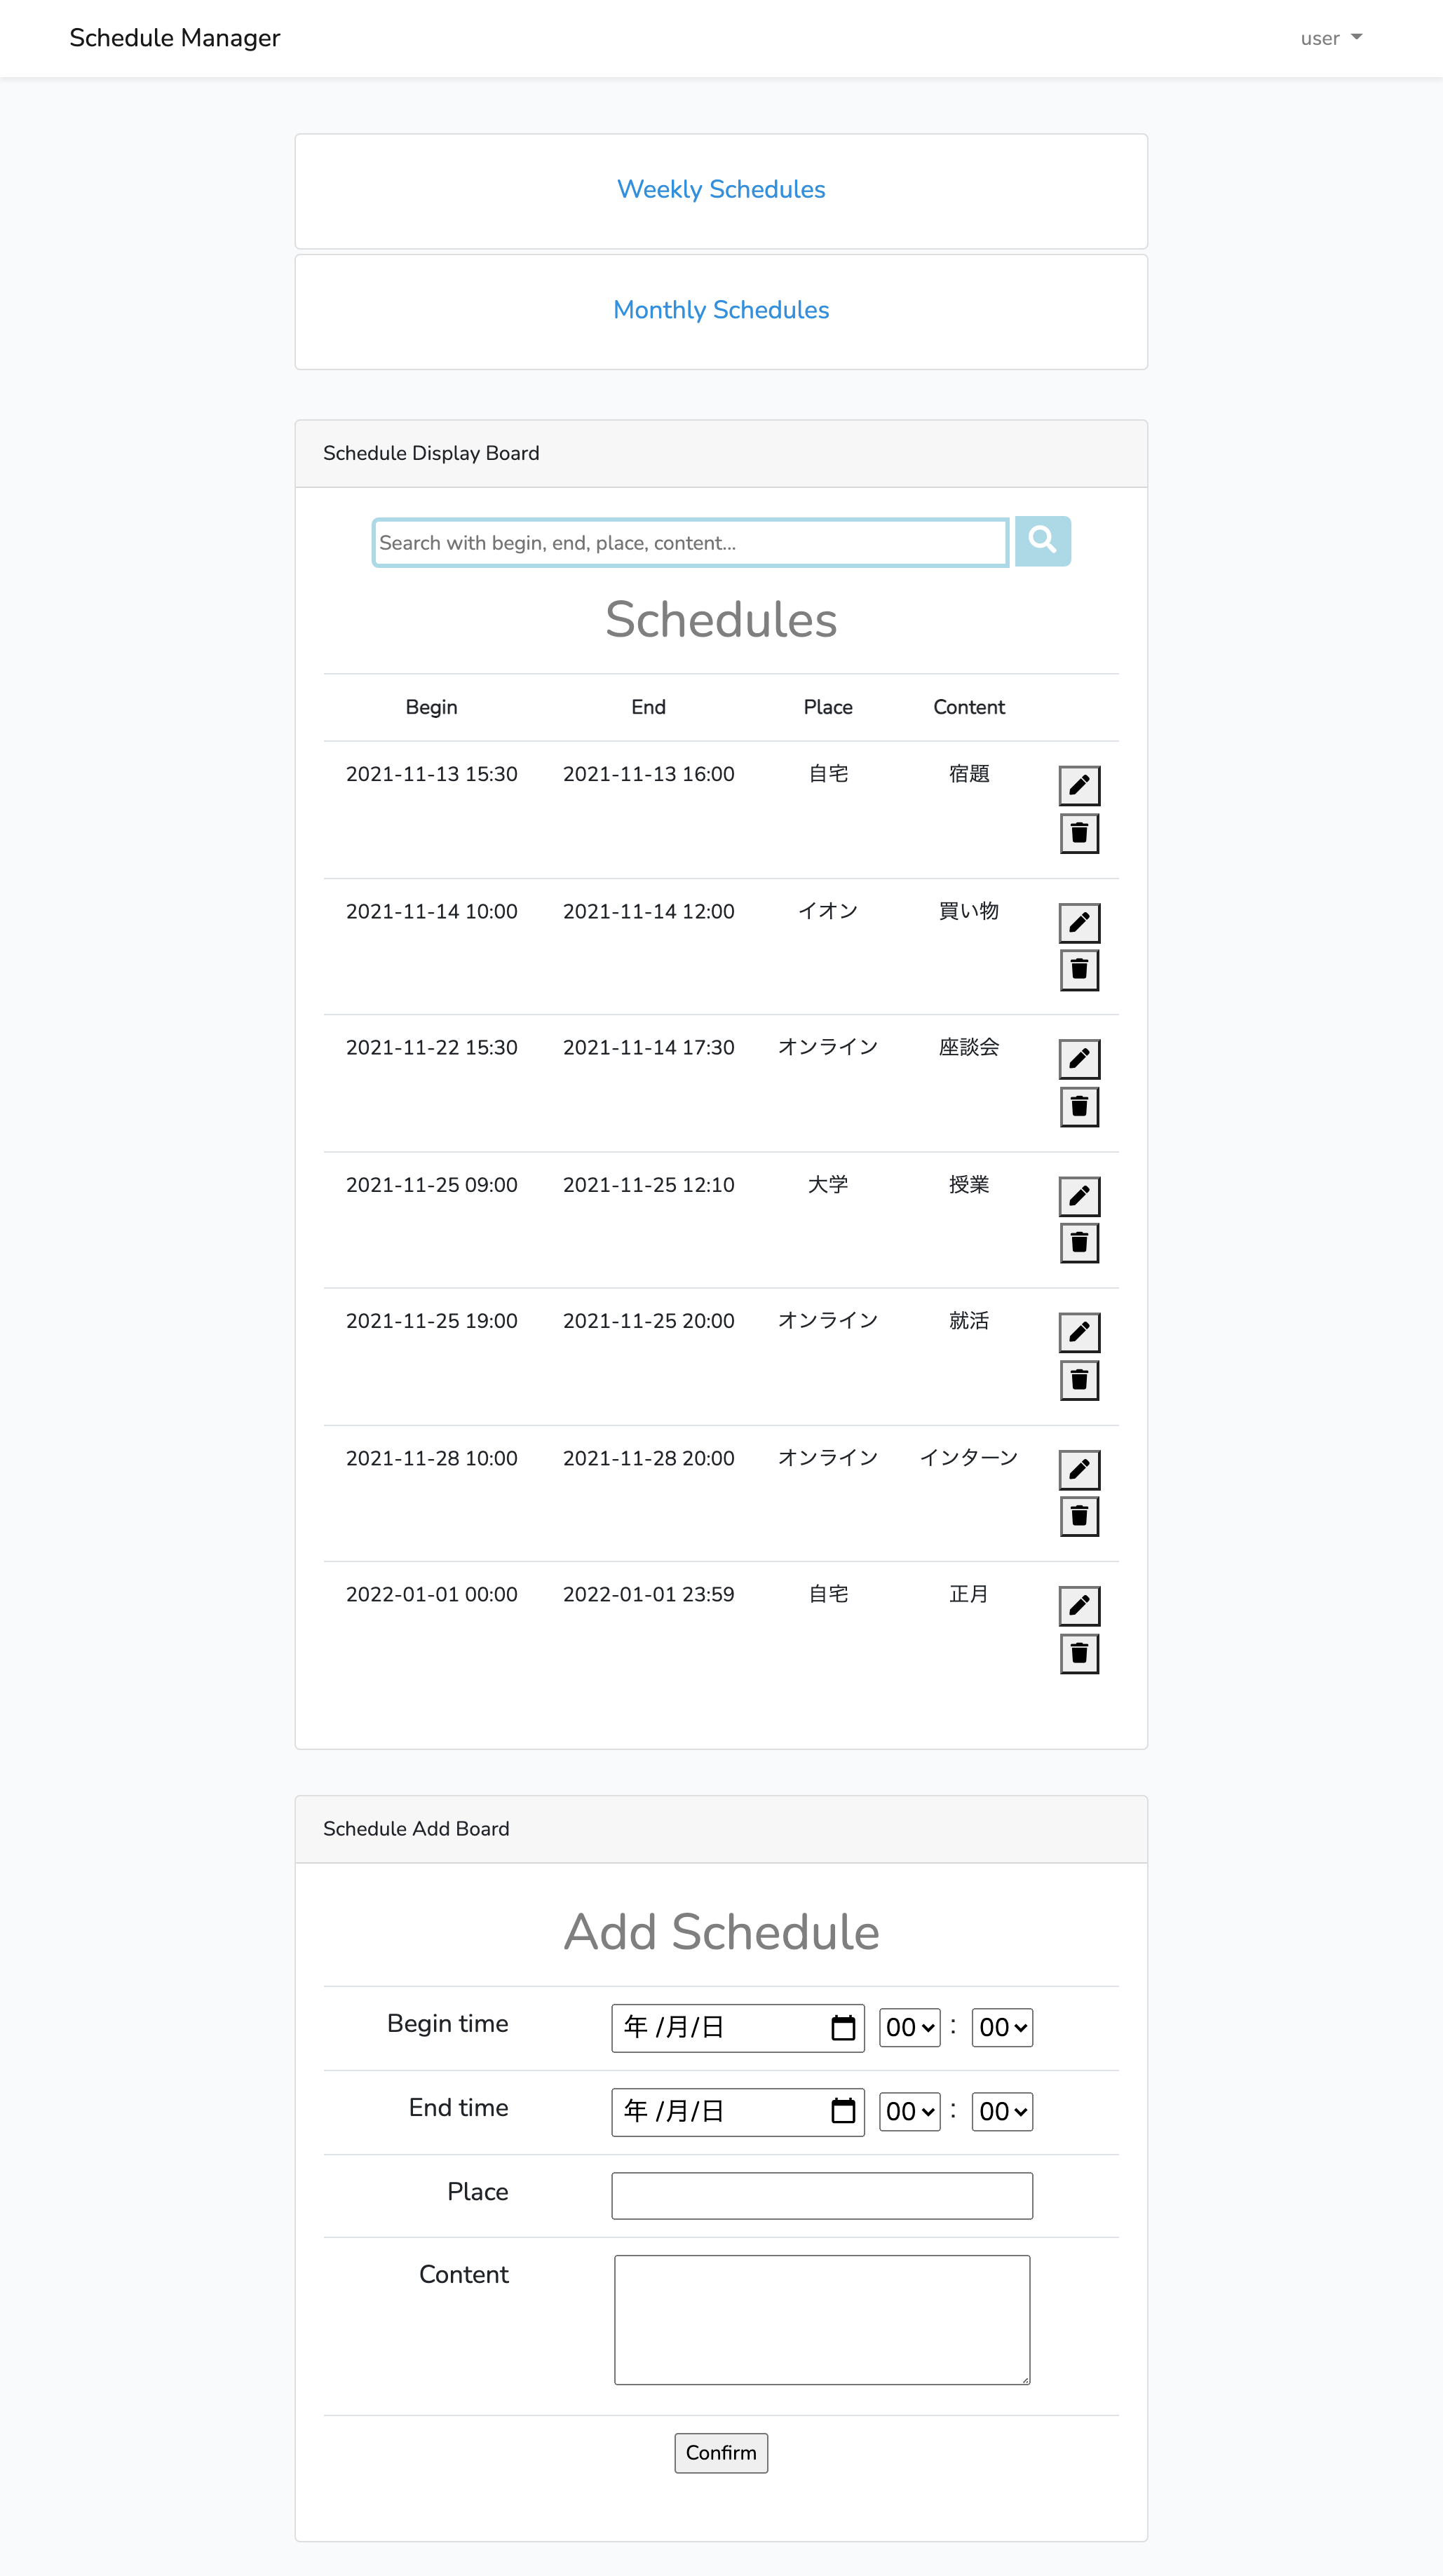 Schedule Manager
user
Weekly Schedules
Monthly Schedules
Schedule Display Board
Search with begin, end, place, content...
Schedules
Begin End Place Content
2021-11-13 15:30 2021-11-13 16:00 自宅 宿題
2021-11-14 10:00 2021-11-14 12:00 イオン 買い物
2021-11-22 15:30 2021-11-14 17:30 オンライン 座談会
2021-11-25 09:00 2021-11-25 12:10 大学 授業
2021-11-25 19:00 2021-11-25 20:00 オンライン 就活
2021-11-28 10:00 2021-11-28 20:00 オンライン インターン
2022-01-01 00:00 2022-01-01 23:59 自宅 正月
Schedule Add Board
Add Schedule
Begin time 年 /月/日 00 : 00
End time 年 /月/日 00 : 00
Place
Content
Confirm